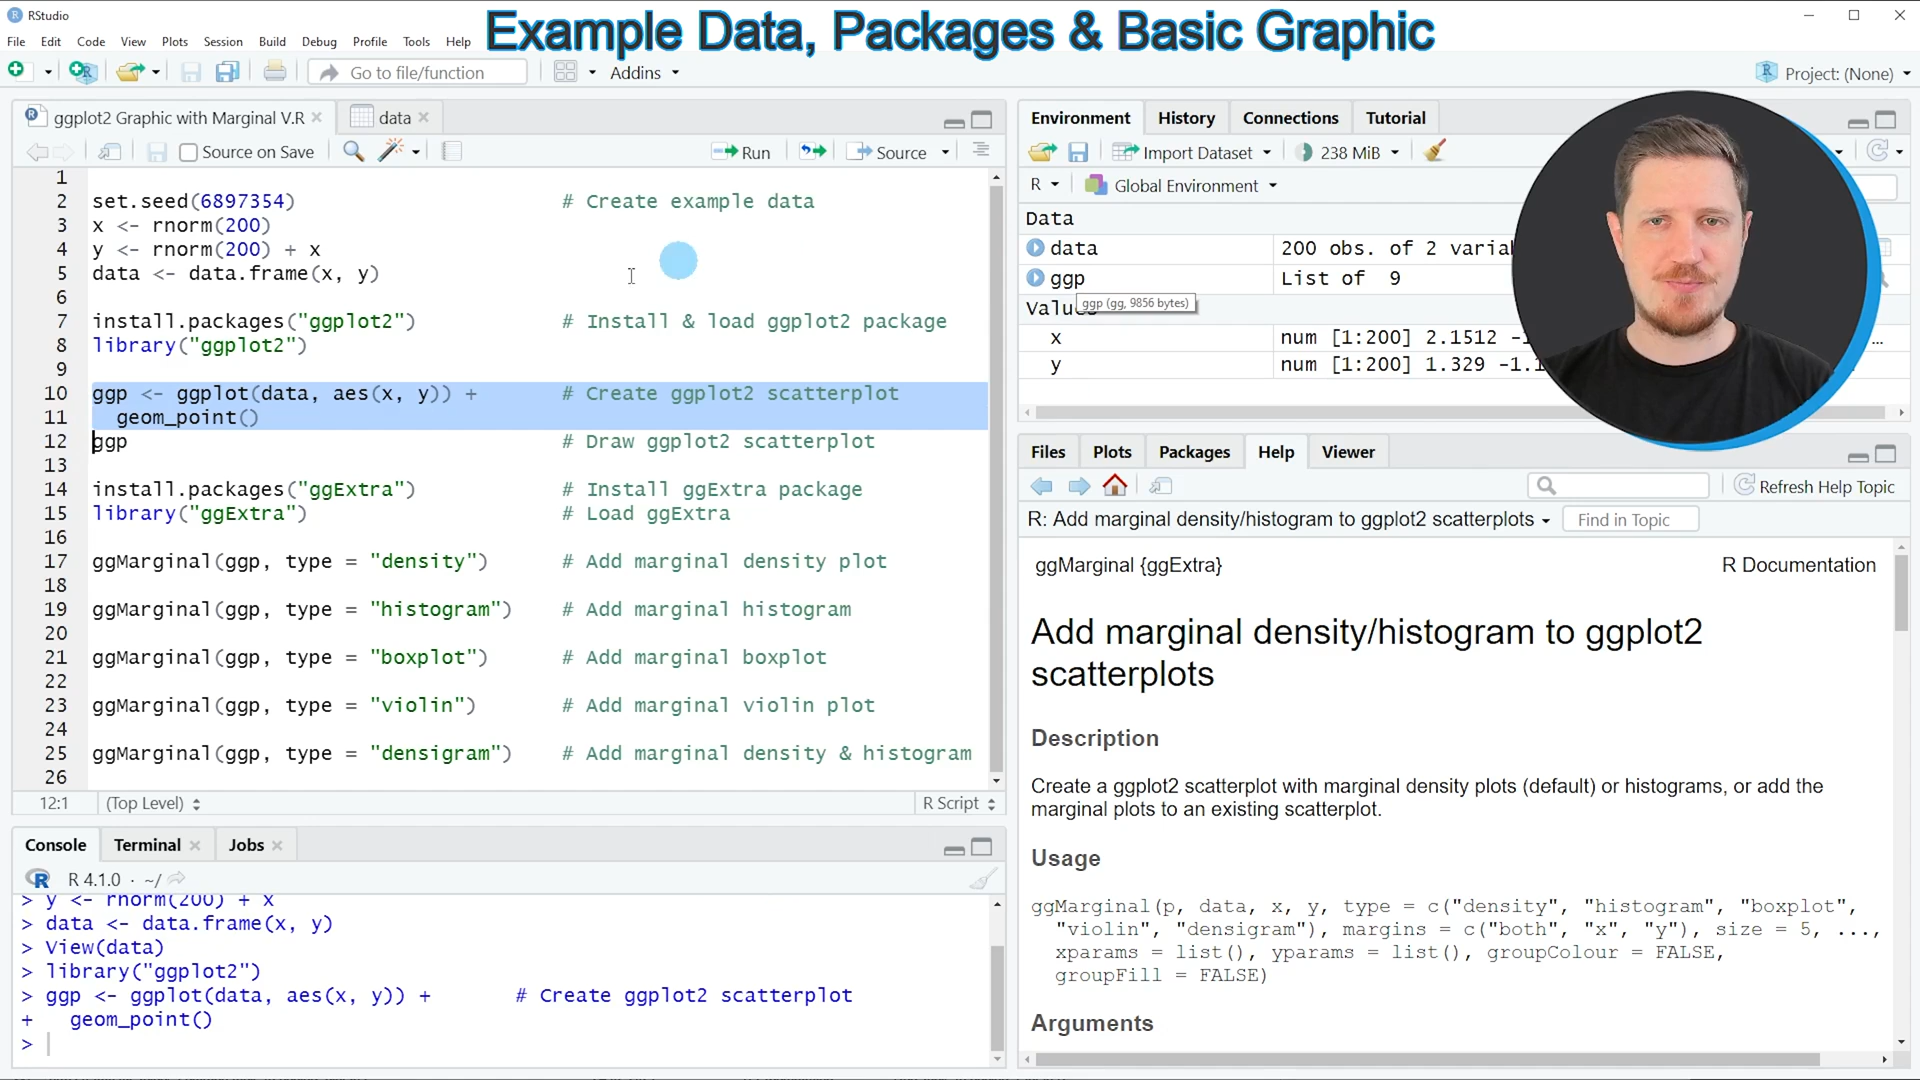 RStudio
Example Data, Packages & Basic Graphic
File Edit Code View Plots Session Build Debug Profile Tools Help
Go to file/function
Addins
Project: (None)
ggplot2 Graphic with Marginal V.R
data
Source on Save
Run
Source
1
2 set.seed(6897354) # Create example data
3 x <- rnorm(200)
4 y <- rnorm(200) + x
5 data <- data.frame(x, y)
6
7 install.packages("ggplot2") # Install & load ggplot2 package
8 library("ggplot2")
9
10 ggp <- ggplot(data, aes(x, y)) + # Create ggplot2 scatterplot
11 geom_point()
12 ggp # Draw ggplot2 scatterplot
13
14 install.packages("ggExtra") # Install ggExtra package
15 library("ggExtra") # Load ggExtra
16
17 ggMarginal(ggp, type = "density") # Add marginal density plot
18
19 ggMarginal(ggp, type = "histogram") # Add marginal histogram
20
21 ggMarginal(ggp, type = "boxplot") # Add marginal boxplot
22
23 ggMarginal(ggp, type = "violin") # Add marginal violin plot
24
25 ggMarginal(ggp, type = "densigram") # Add marginal density & histogram
26
12:1 (Top Level) R Script
Console Terminal Jobs
R 4.1.0 · ~/
> y <- rnorm(200) + x
> data <- data.frame(x, y)
> View(data)
> library("ggplot2")
> ggp <- ggplot(data, aes(x, y)) + # Create ggplot2 scatterplot
+ geom_point()
>
Environment History Connections Tutorial
Import Dataset 238 MiB
R Global Environment
Data
data 200 obs. of 2 varia
ggp List of 9
ggp (gg, 9856 bytes)
Values
x num [1:200] 2.1512 -1 ...
y num [1:200] 1.329 -1.1
Files Plots Packages Help Viewer
Refresh Help Topic
R: Add marginal density/histogram to ggplot2 scatterplots Find in Topic
ggMarginal {ggExtra} R Documentation
Add marginal density/histogram to ggplot2
scatterplots
Description
Create a ggplot2 scatterplot with marginal density plots (default) or histograms, or add the
marginal plots to an existing scatterplot.
Usage
ggMarginal(p, data, x, y, type = c("density", "histogram", "boxplot",
"violin", "densigram"), margins = c("both", "x", "y"), size = 5, ...,
xparams = list(), yparams = list(), groupColour = FALSE,
groupFill = FALSE)
Arguments